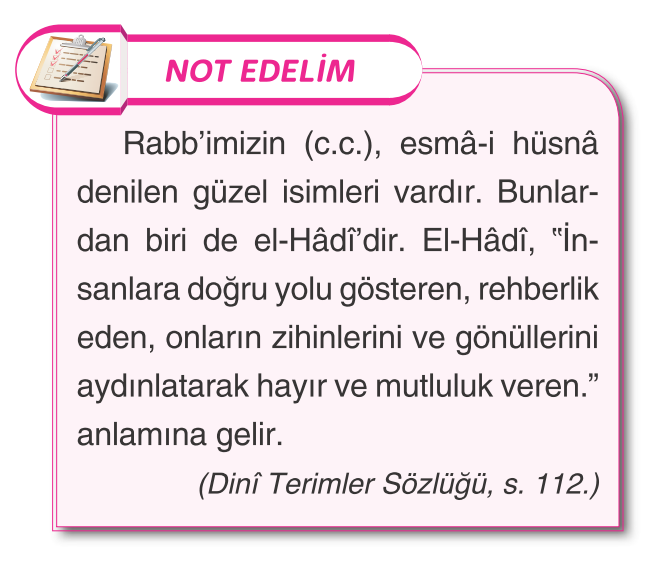 NOT EDELİM
Rabb’imizin (c.c.), esmâ-i hüsnâ
denilen güzel isimleri vardır. Bunlar-
dan biri de el-Hâdî’dir. El-Hâdî, “İn-
sanlara doğru yolu gösteren, rehberlik
eden, onların zihinlerini ve gönüllerini
aydınlatarak hayır ve mutluluk veren.”
anlamına gelir.
(Dinî Terimler Sözlüğü, s. 112.)